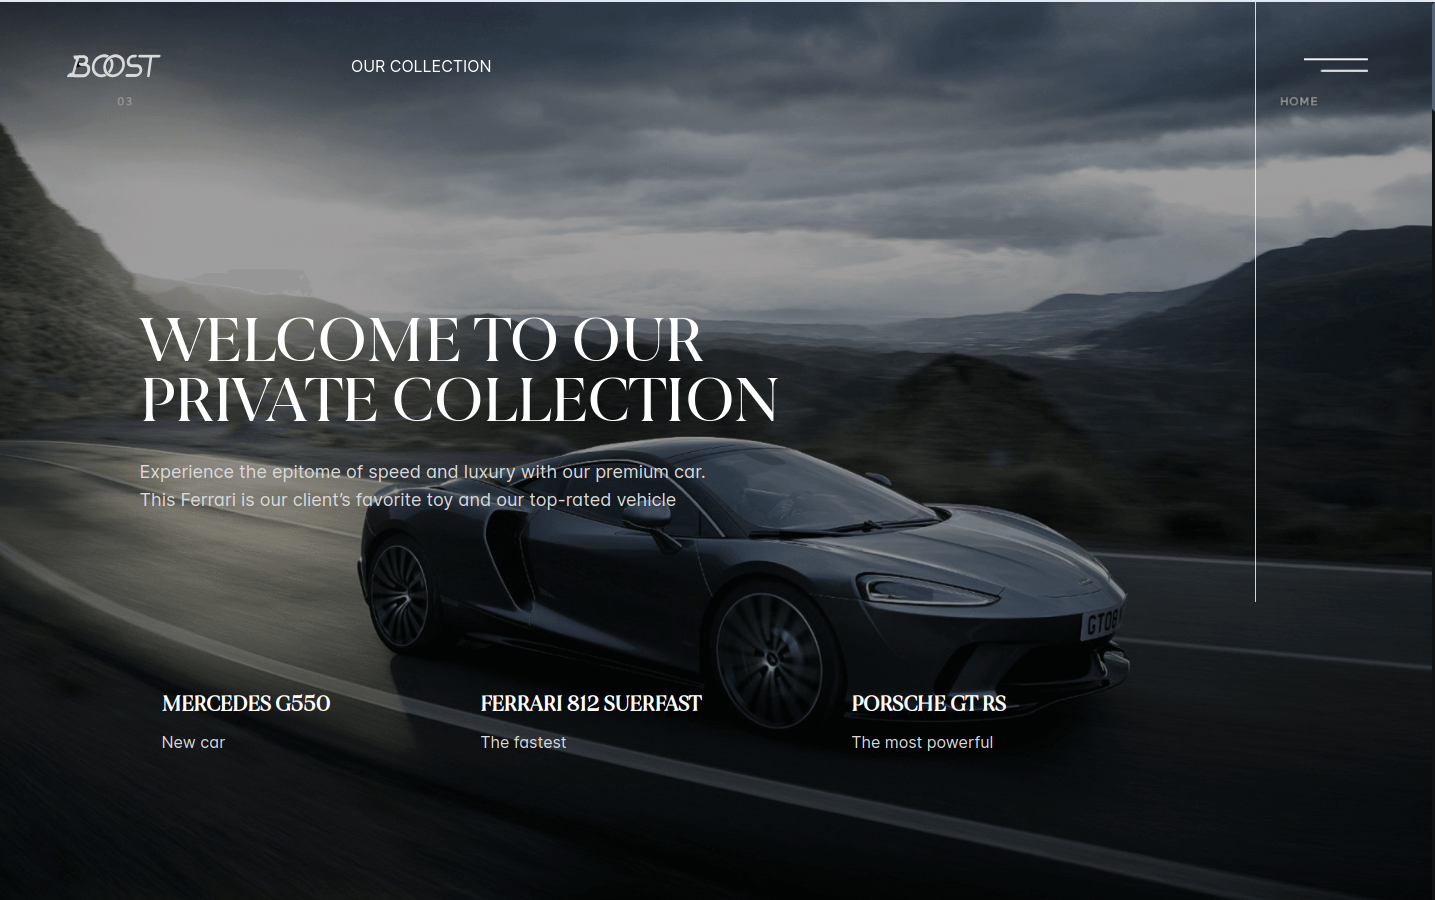 BOOST
OUR COLLECTION
03
HOME
WELCOME TO OUR
PRIVATE COLLECTION
Experience the epitome of speed and luxury with our premium car.
This Ferrari is our client's favorite toy and our top-rated vehicle
GT08
MERCEDES G550
FERRARI 812 SUERFAST
PORSCHE GT RS
New car
The fastest
The most powerful